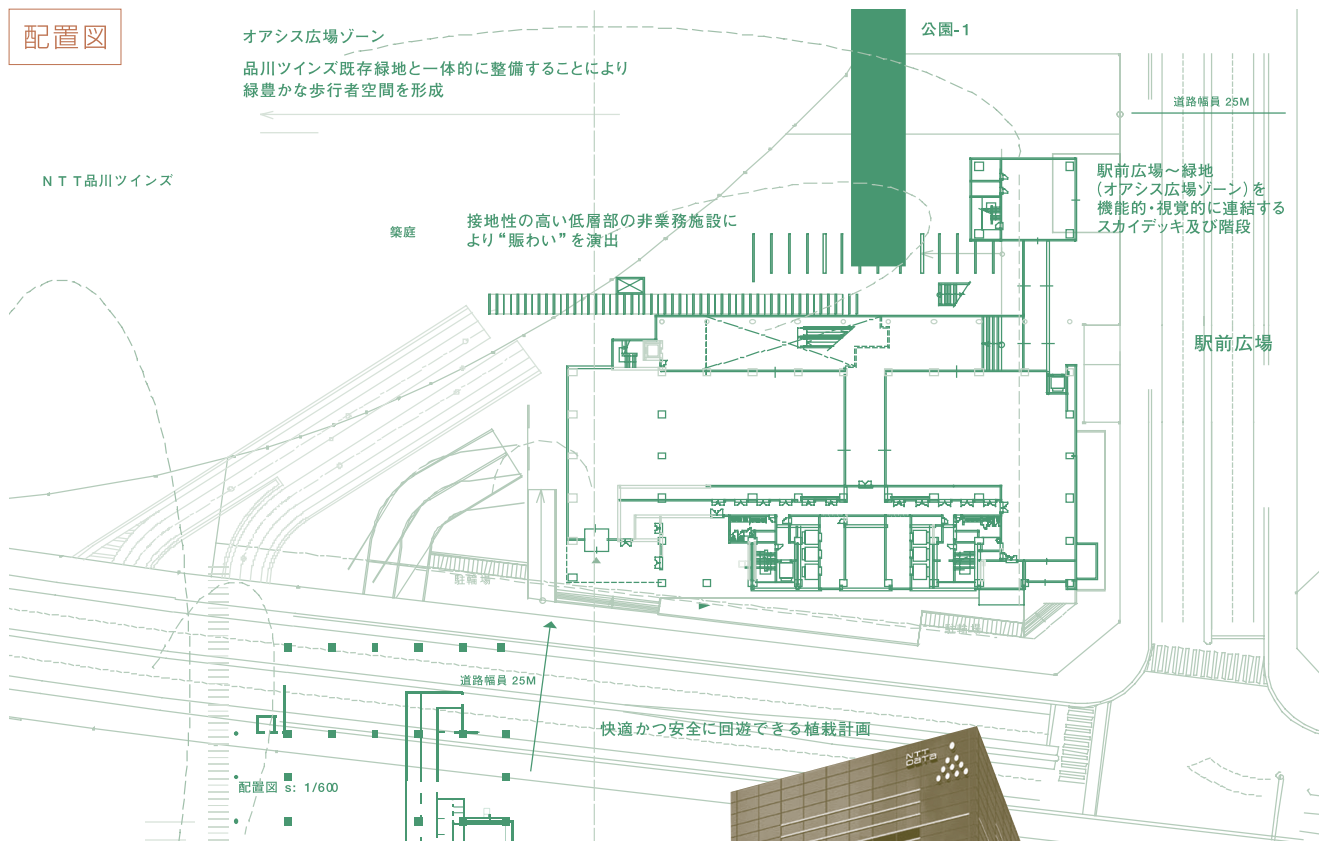 配置図
オアシス広場ゾーン
品川ツインズ既存緑地と一体的に整備することにより
緑豊かな歩行者空間を形成
公園-1
道路幅員 25M
NTT品川ツインズ
駅前広場～緑地
（オアシス広場ゾーン）を
機能的・視覚的に連結する
スカイデッキ及び階段
築庭
接地性の高い低層部の非業務施設に
より“賑わい”を演出
駅前広場
駐輪場
駐輪場
道路幅員 25M
快適かつ安全に回遊できる植栽計画
NTT
DATA
配置図 s: 1/600